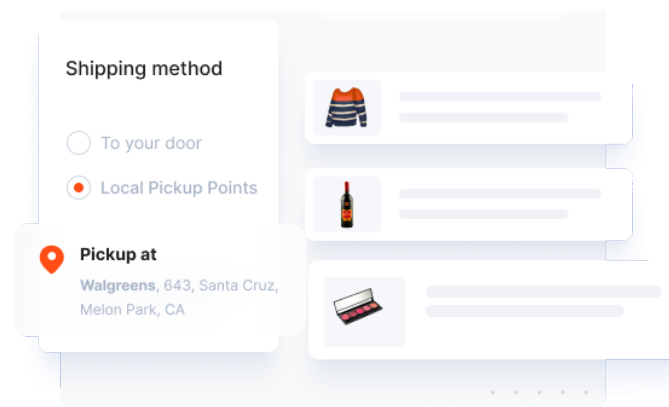 Shipping method
To your door
Local Pickup Points
Pickup at
Walgreens, 643, Santa Cruz,
Melon Park, CA